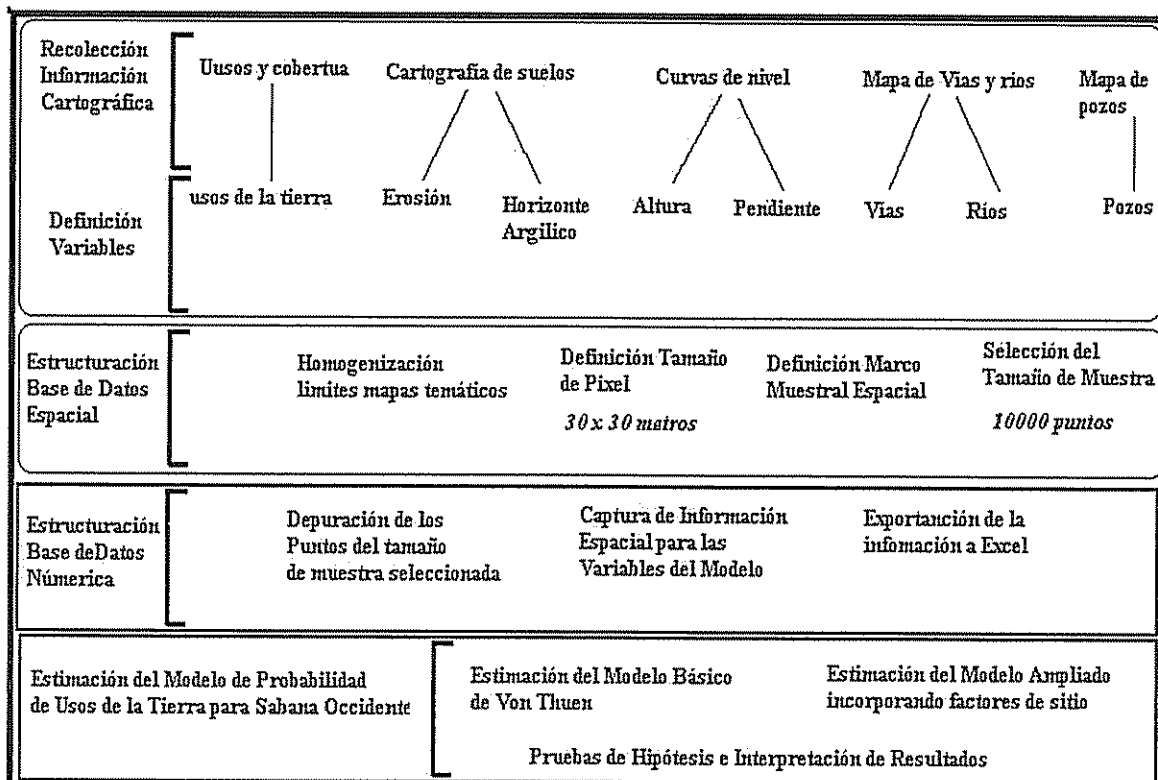 Recolección
Información
Cartográfica
Uusos y cobertua
Cartografía de suelos
Curvas de nivel
Mapa de Vias y rios
Mapa de
pozos
Definición
Variables
usos de la tierra
Erosión
Horizonte
Argilico
Altura
Pendiente
Vias
Ríos
Pozos
Estructuración
Base de Datos
Espacial
Homogenización
limites mapas temáticos
Definición Tamaño
de Pixel
30 x 30 metros
Definición Marco
Muestral Espacial
Sélección del
Tamaño de Muestra
10000 puntos
Estructuración
Base deDatos
Númerica
Depuración de los
Puntos del tamaño
de muestra seleccionada
Captura de Información
Espacial para las
Variables del Modelo
Exportanción de la
infomación a Excel
Estimación del Modelo de Probabilidad
de Usos de la Tierra para Sabana Occidente
Estimación del Modelo Básico
de Von Thuen
Estimación del Modelo Ampliado
incorporando factores de sitio
Pruebas de Hipótesis e Interpretación de Resultados